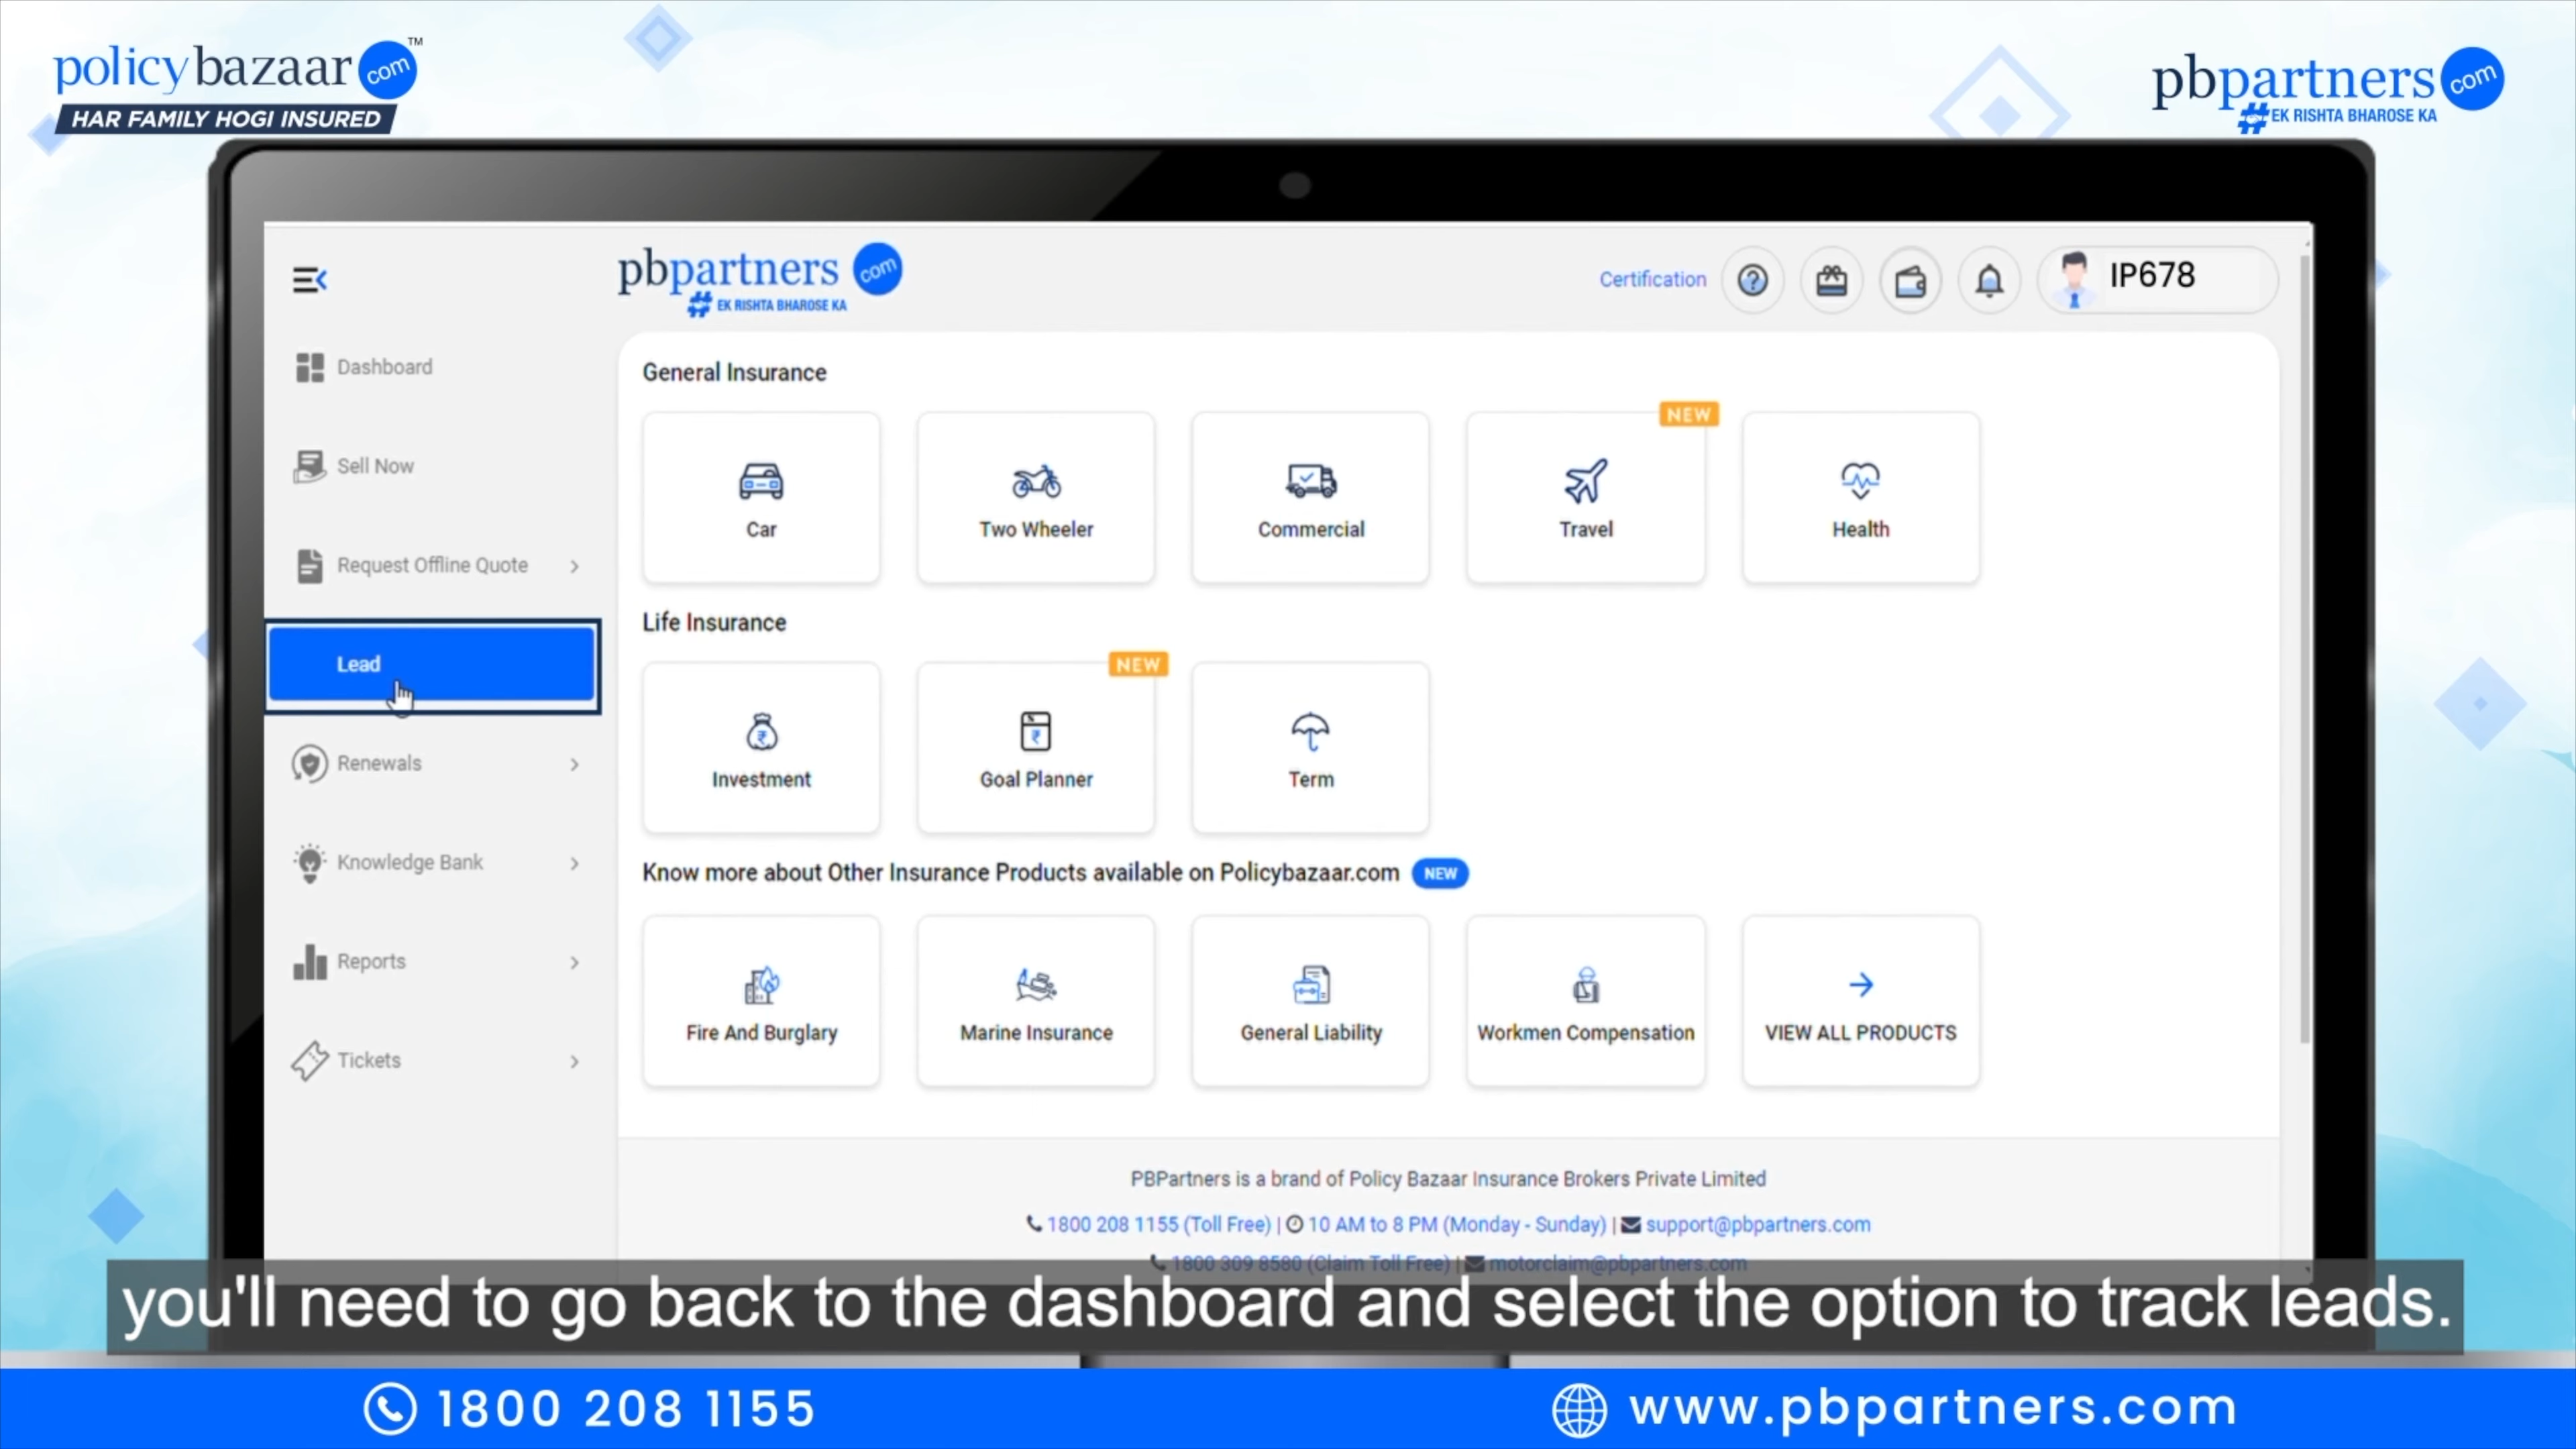 policybazaar com TM
HAR FAMILY HOGI INSURED
pbpartners com
#EK RISHTA BHAROSE KA
pbpartners com
# EK RISHTA BHAROSE KA
Certification
IP678
Dashboard
Sell Now
Request Offline Quote
Lead
Renewals
Knowledge Bank
Reports
Tickets
General Insurance
NEW
Car
Two Wheeler
Commercial
Travel
Health
Life Insurance
NEW
Investment
Goal Planner
Term
Know more about Other Insurance Products available on Policybazaar.com NEW
Fire And Burglary
Marine Insurance
General Liability
Workmen Compensation
VIEW ALL PRODUCTS
PBPartners is a brand of Policy Bazaar Insurance Brokers Private Limited
1800 208 1155 (Toll Free) | 10 AM to 8 PM (Monday - Sunday) | support@pbpartners.com
1800 309 8580 (Claim Toll Free) | motorclaim@pbpartners.com
you'll need to go back to the dashboard and select the option to track leads.
1800 208 1155
www.pbpartners.com